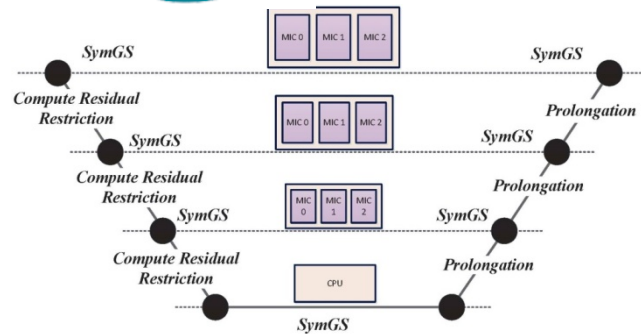 MIC 0 MIC 1 MIC 2
SymGS SymGS
Compute Residual
Restriction
Prolongation
MIC 0 MIC 1 MIC 2
SymGS SymGS
Compute Residual
Restriction
Prolongation
MIC
0
MIC
1
MIC
2
SymGS SymGS
Compute Residual
Restriction
Prolongation
CPU
SymGS